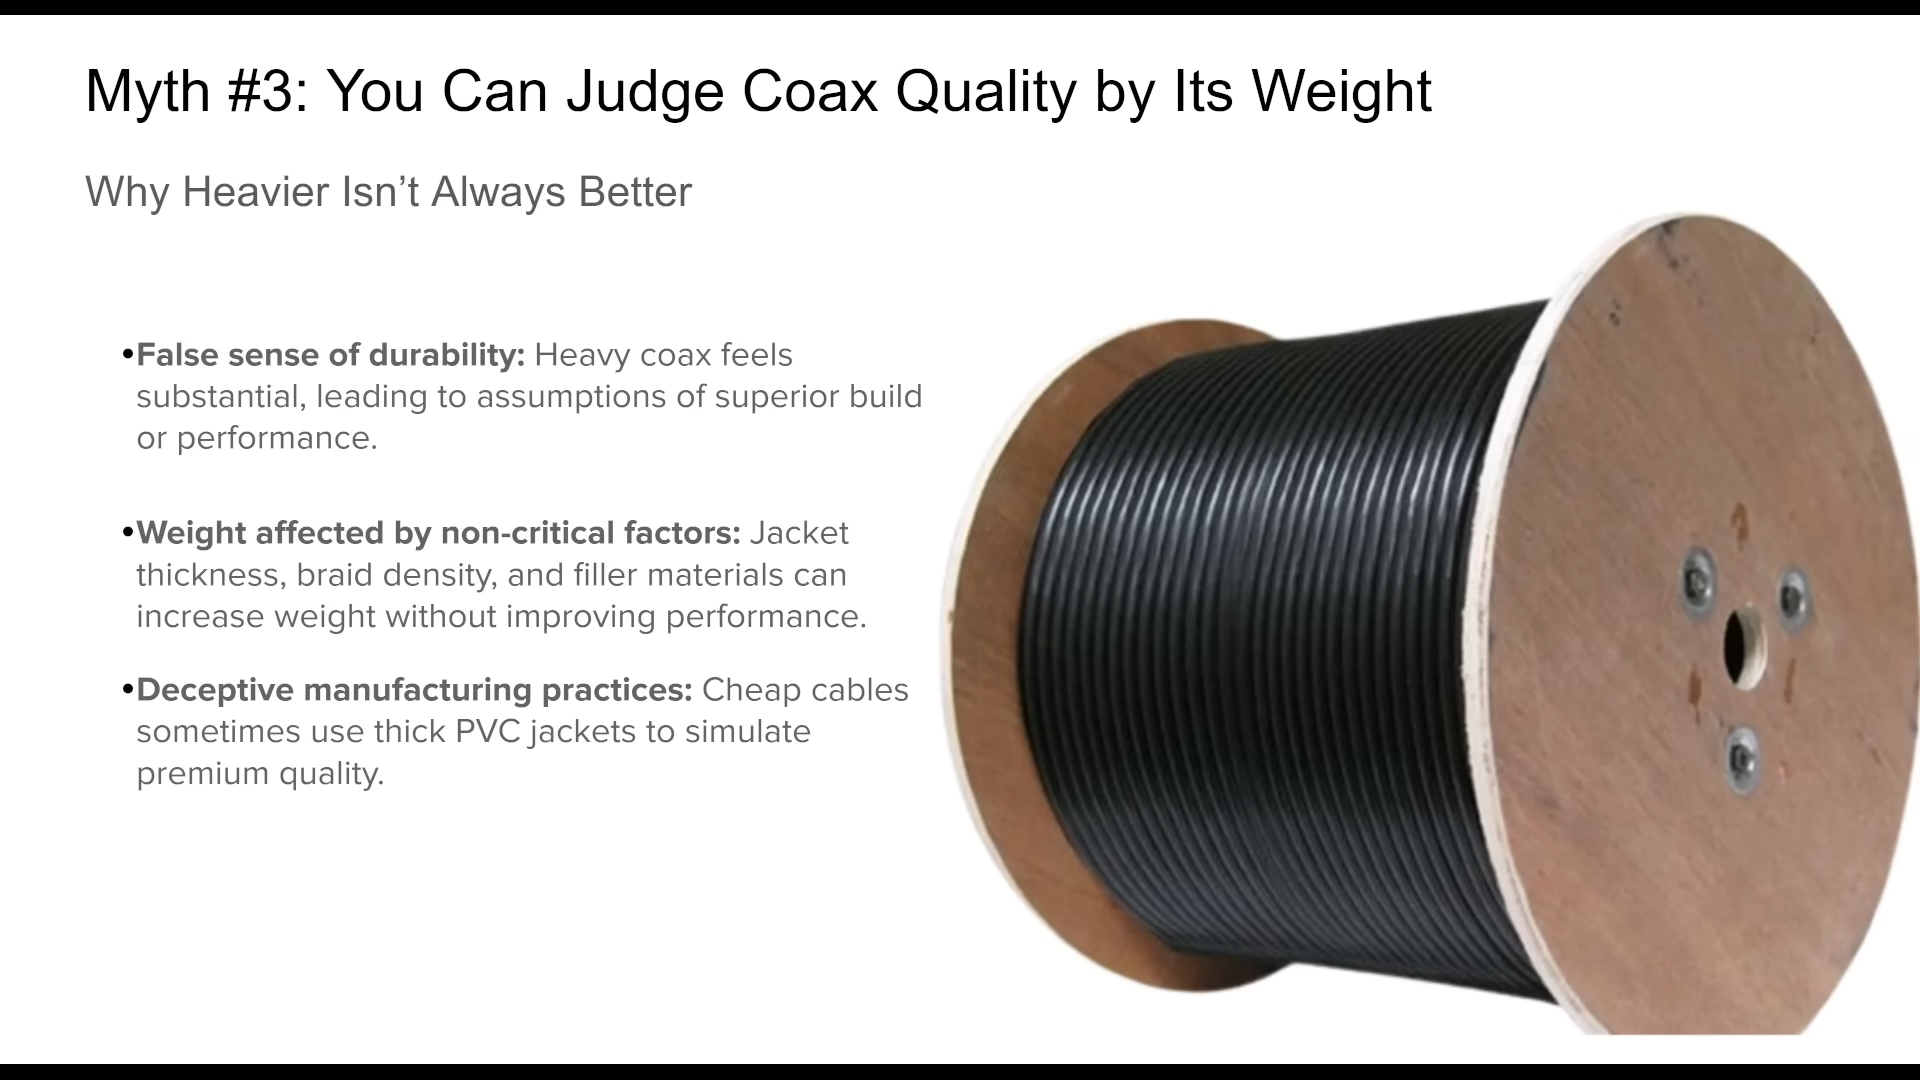 Myth #3: You Can Judge Coax Quality by Its Weight
Why Heavier Isn’t Always Better
•False sense of durability: Heavy coax feels
substantial, leading to assumptions of superior build
or performance.
•Weight affected by non-critical factors: Jacket
thickness, braid density, and filler materials can
increase weight without improving performance.
•Deceptive manufacturing practices: Cheap cables
sometimes use thick PVC jackets to simulate
premium quality.